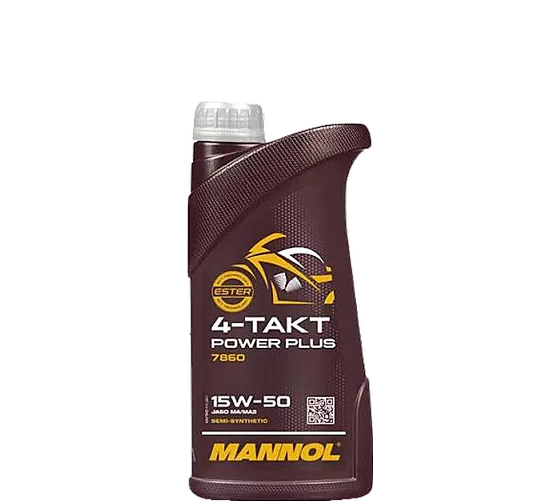 ESTER
4-TAKT
POWER PLUS
7860
15W-50
JASO MA/MA2
SEMI-SYNTHETIC
MANNOL